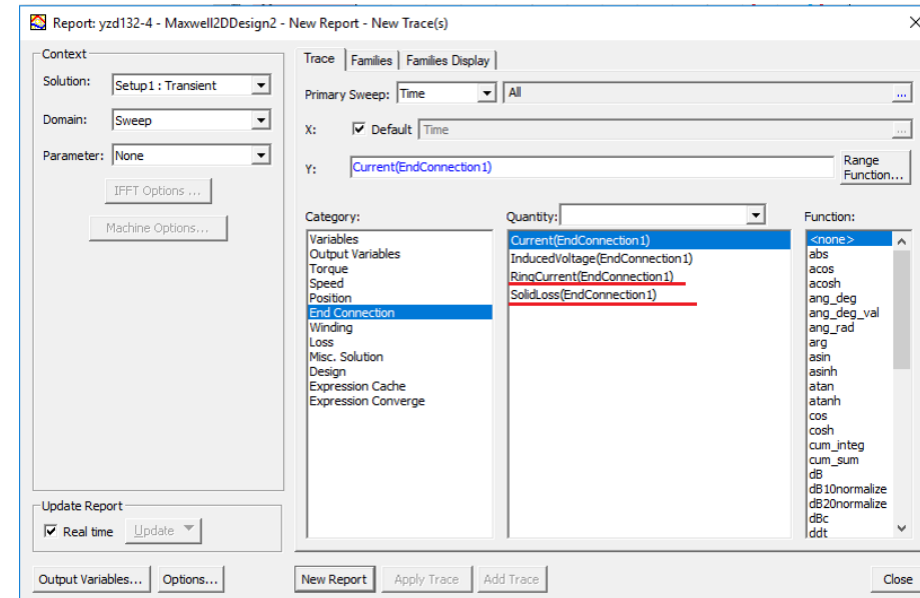 Report: yzd132-4 - Maxwell2DDesign2 - New Report - New Trace(s)
Context
Solution: Setup1 : Transient
Domain: Sweep
Parameter: None
IFFT Options ...
Machine Options...
Update Report
Real time Update
Output Variables... Options...
Trace Families Families Display
Primary Sweep: Time All ...
X: Default Time ...
Y: Current(EndConnection1) Range Function...
Category:
Variables
Output Variables
Torque
Speed
Position
End Connection
Winding
Loss
Misc. Solution
Design
Expression Cache
Expression Converge
Quantity:
Current(EndConnection1)
InducedVoltage(EndConnection1)
RingCurrent(EndConnection1)
SolidLoss(EndConnection1)
Function:
<none>
abs
acos
acosh
ang_deg
ang_deg_val
ang_rad
arg
asin
asinh
atan
atanh
cos
cosh
cum_integ
cum_sum
dB
dB10normalize
dB20normalize
dBc
ddt
New Report Apply Trace Add Trace Close